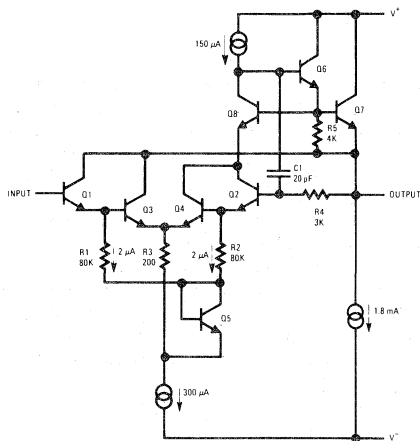 V+
150 μA
Q6
Q8
Q7
R5
4K
C1
20 pF
INPUT
Q1
Q3
Q4
Q2
OUTPUT
R4
3K
R1
80K
2 μA
R3
200
2 μA
R2
80K
Q5
1.8 mA
300 μA
V-